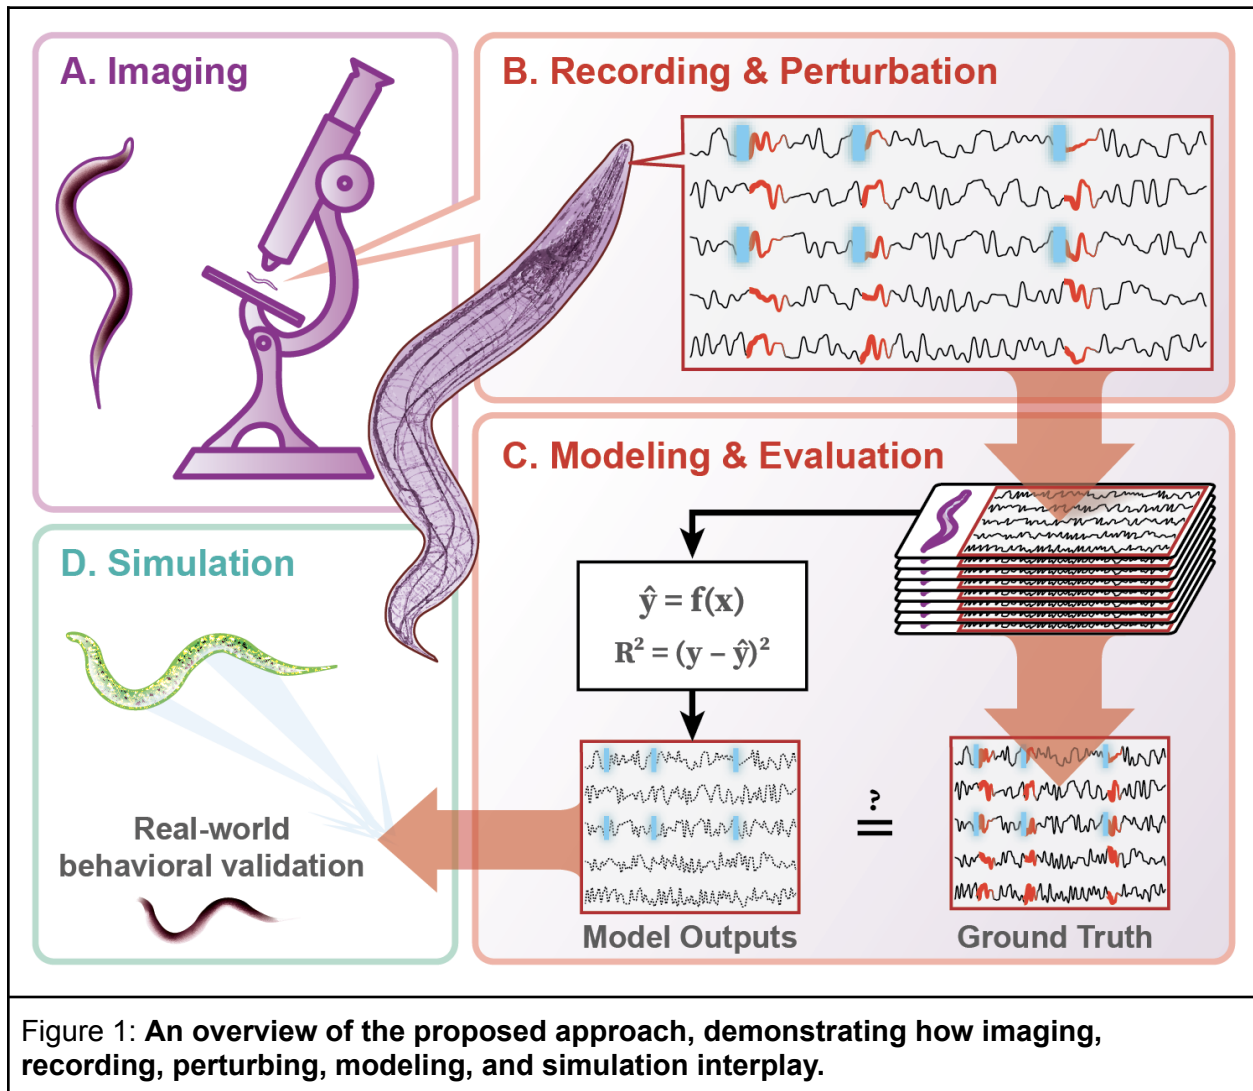 A. Imaging
B. Recording & Perturbation
C. Modeling & Evaluation
ŷ = f(x)
R² = (y – ŷ)²
?
=
Model Outputs
Ground Truth
D. Simulation
Real-world
behavioral validation
Figure 1: An overview of the proposed approach, demonstrating how imaging,
recording, perturbing, modeling, and simulation interplay.